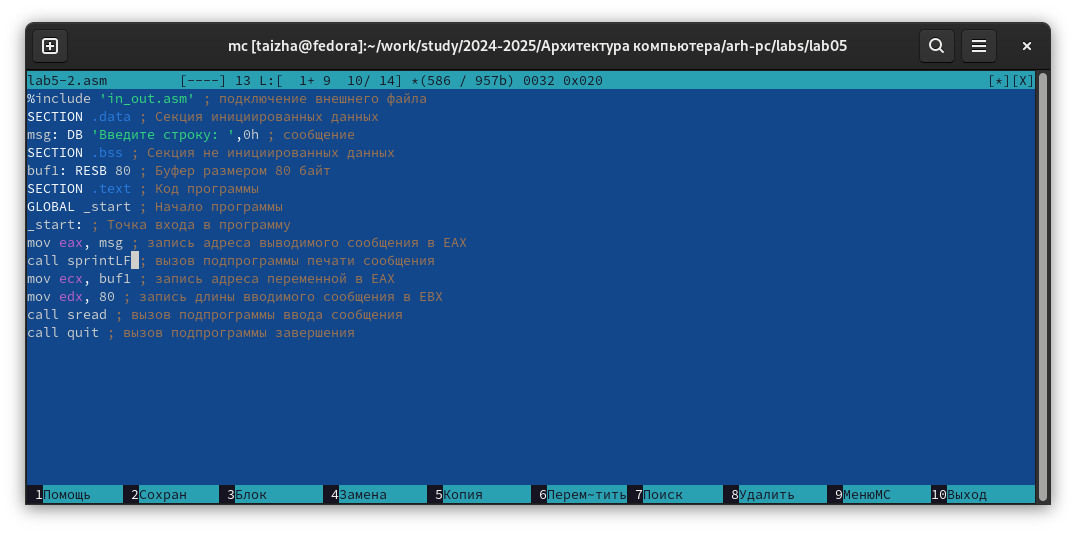 mc [taizha@fedora]:~/work/study/2024-2025/Архитектура компьютера/arh-pc/labs/lab05
lab5-2.asm [----] 13 L:[ 1+ 9 10/ 14] *(586 / 957b) 0032 0x020 [*][X]
%include 'in_out.asm' ; подключение внешнего файла
SECTION .data ; Секция инициированных данных
msg: DB 'Введите строку: ',0h ; сообщение
SECTION .bss ; Секция не инициированных данных
buf1: RESB 80 ; Буфер размером 80 байт
SECTION .text ; Код программы
GLOBAL _start ; Начало программы
_start: ; Точка входа в программу
mov eax, msg ; запись адреса выводимого сообщения в EAX
call sprintLF ; вызов подпрограммы печати сообщения
mov ecx, buf1 ; запись адреса переменной в EAX
mov edx, 80 ; запись длины вводимого сообщения в EBX
call sread ; вызов подпрограммы ввода сообщения
call quit ; вызов подпрограммы завершения
1Помощь 2Сохран 3Блок 4Замена 5Копия 6Перем~тить 7Поиск 8Удалить 9МенюMC 10Выход